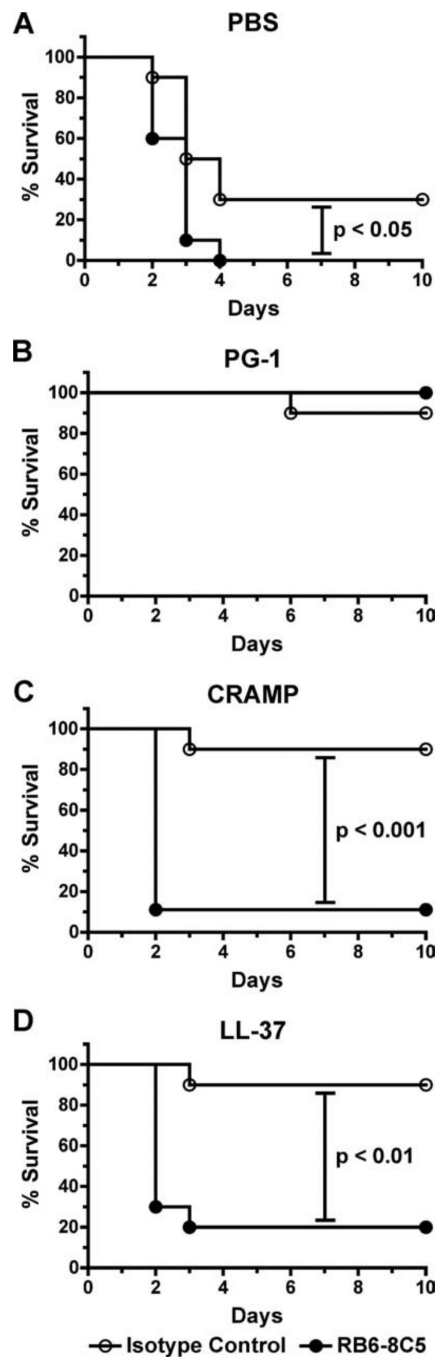 A
PBS
100
80
60
40
20
0
% Survival
p < 0.05
0 2 4 6 8 10
Days
B
PG-1
100
80
60
40
20
0
% Survival
0 2 4 6 8 10
Days
C
CRAMP
100
80
60
40
20
0
% Survival
p < 0.001
0 2 4 6 8 10
Days
D
LL-37
100
80
60
40
20
0
% Survival
p < 0.01
0 2 4 6 8 10
Days
Isotype Control RB6-8C5